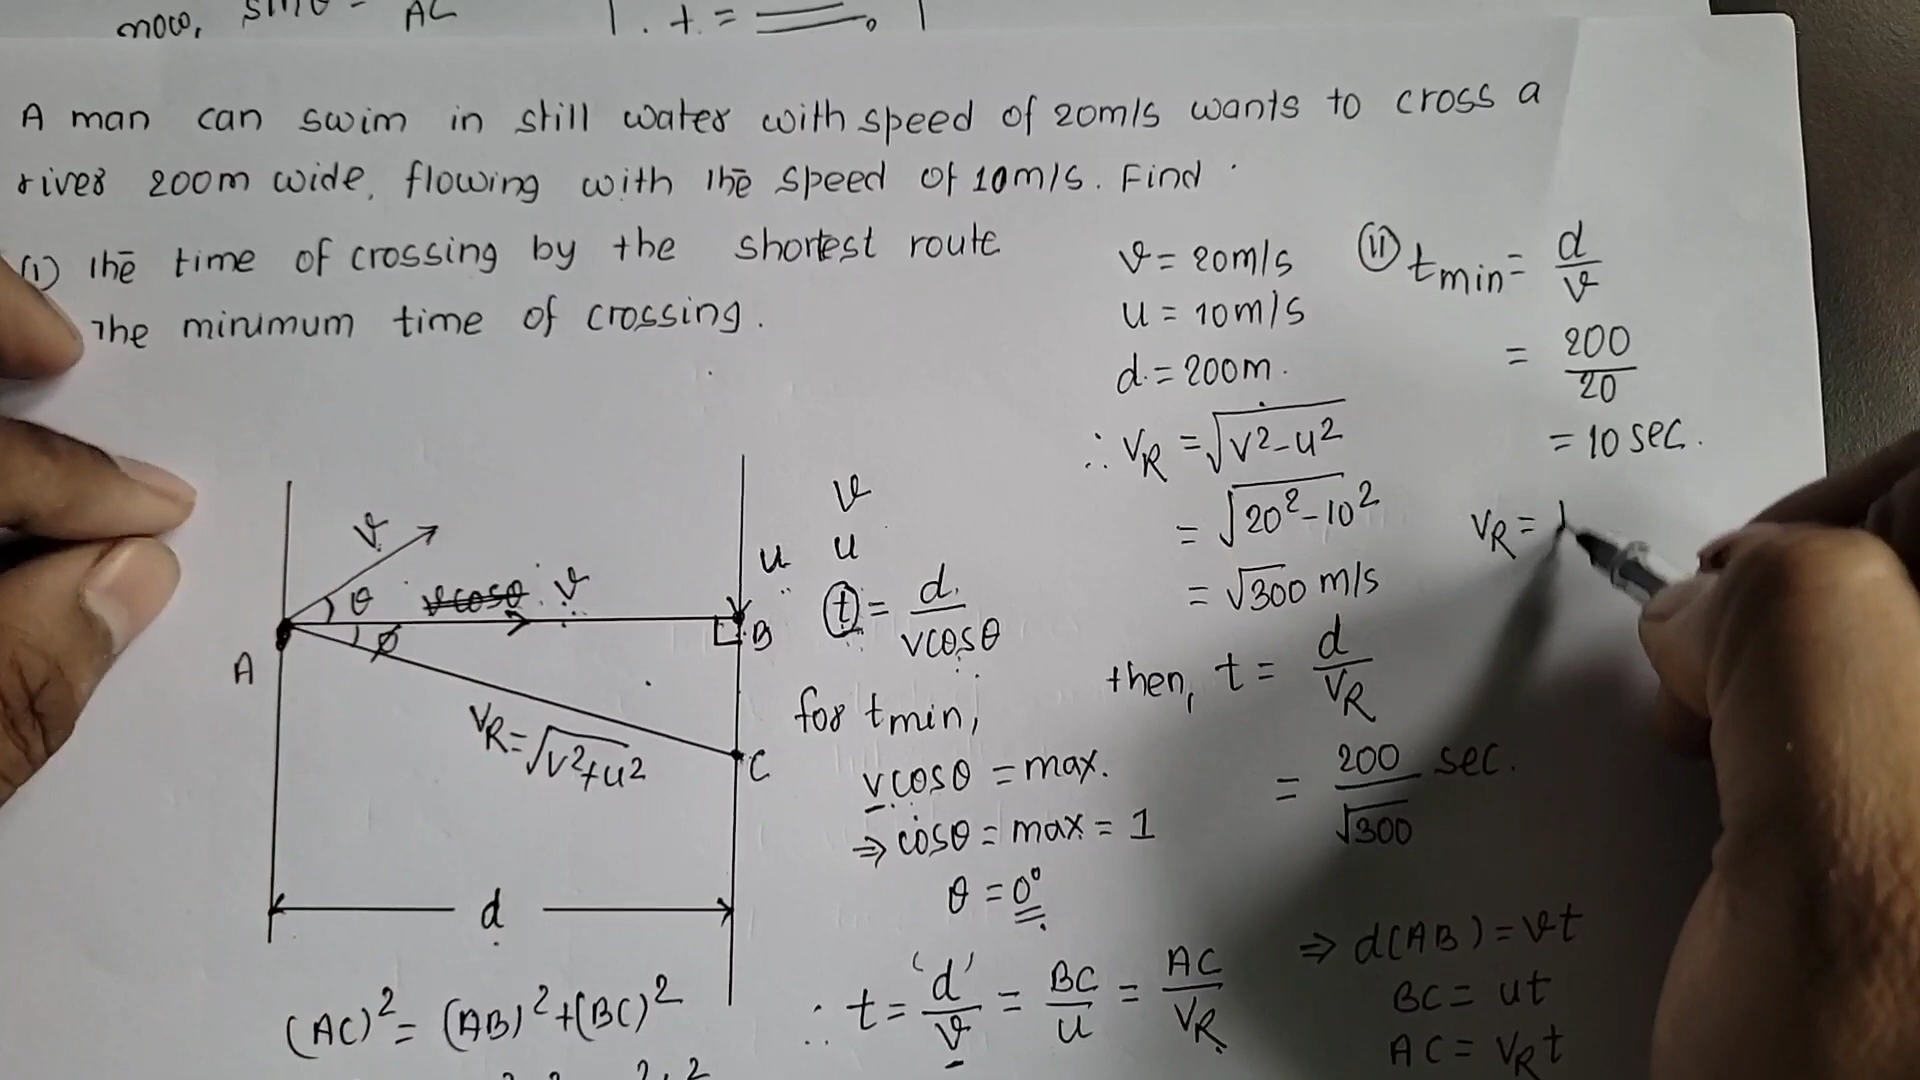 now, sinθ = AC
∴ t =
A man can swim in still water with speed of 20m/s wants to cross a
river 200m wide, flowing with the speed of 10m/s. Find
(i) The time of crossing by the shortest route
The minimum time of crossing.
v = 20m/s
u = 10m/s
d = 200m.
∴ VR = √V²-u²
= √20²-10²
= √300 m/s
then, t = d/VR
= 200/√300 sec.
(ii) tmin = d/v
= 200/20
= 10 sec.
VR =
v
θ
vcosθ v
u
A
φ
B
VR = √V²+u²
C
d
v
u
t = d/vcosθ
for tmin,
vcosθ = max.
⇒ cosθ = max = 1
θ = 0°
∴ t = 'd'/v = BC/u = AC/VR
⇒ d(AB) = vt
BC = ut
AC = VRt
(AC)² = (AB)²+(BC)²